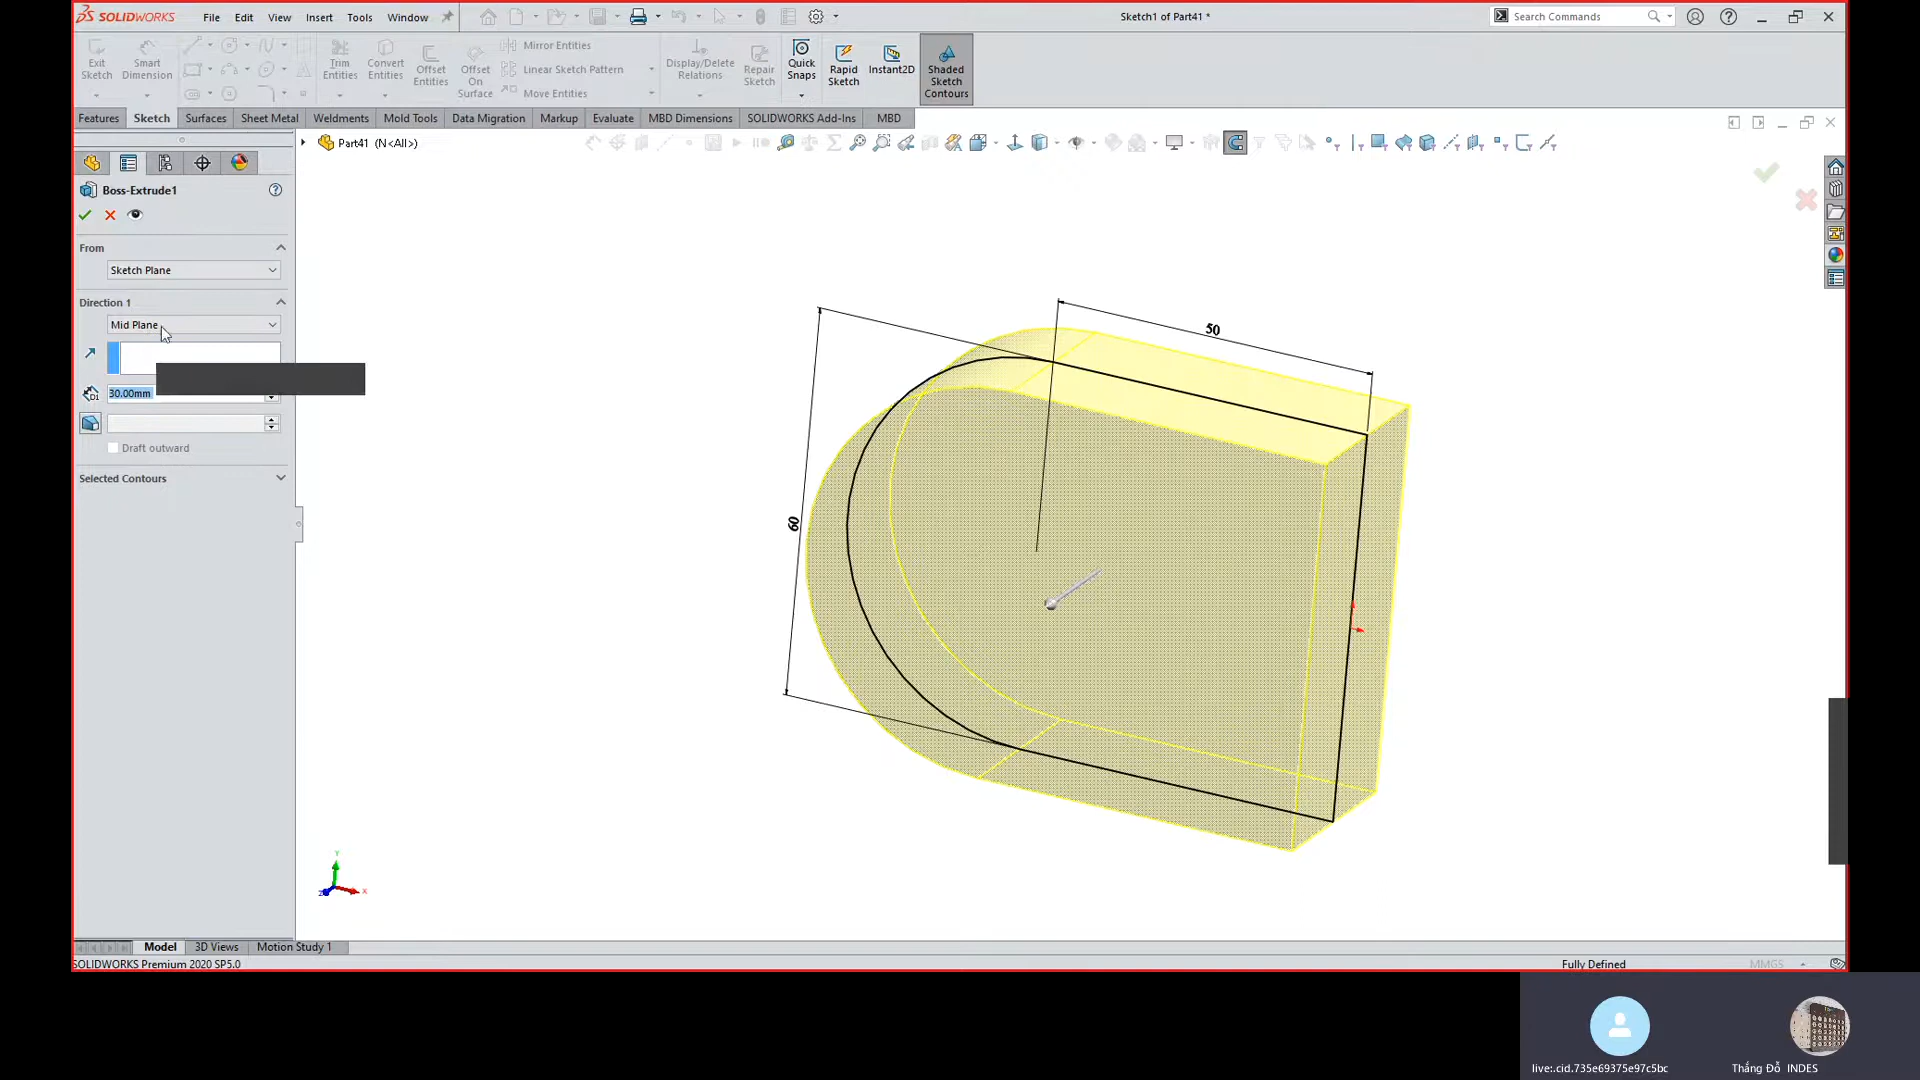 SOLIDWORKS
File Edit View Insert Tools Window
Sketch1 of Part41 *
Search Commands
Exit Sketch
Smart Dimension
Trim Entities
Convert Entities
Offset Entities
Offset On Surface
Mirror Entities
Linear Sketch Pattern
Move Entities
Display/Delete Relations
Repair Sketch
Quick Snaps
Rapid Sketch
Instant2D
Shaded Sketch Contours
Features Sketch Surfaces Sheet Metal Weldments Mold Tools Data Migration Markup Evaluate MBD Dimensions SOLIDWORKS Add-Ins MBD
Part41 (N<All>)
Boss-Extrude1
From
Sketch Plane
Direction 1
Mid Plane
D1
30.00mm
Draft outward
Selected Contours
50
60
Y
X
Z
Model 3D Views Motion Study 1
SOLIDWORKS Premium 2020 SP5.0
Fully Defined
MMGS
live:.cid.735e69375e97c5bc
Thắng Đỗ INDES